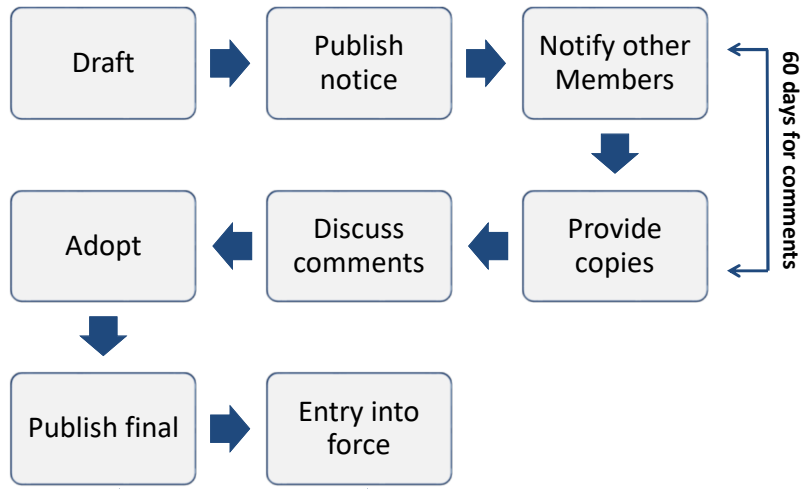 Draft
Publish
notice
Notify other
Members
60 days for comments
Provide
copies
Discuss
comments
Adopt
Publish final
Entry into
force